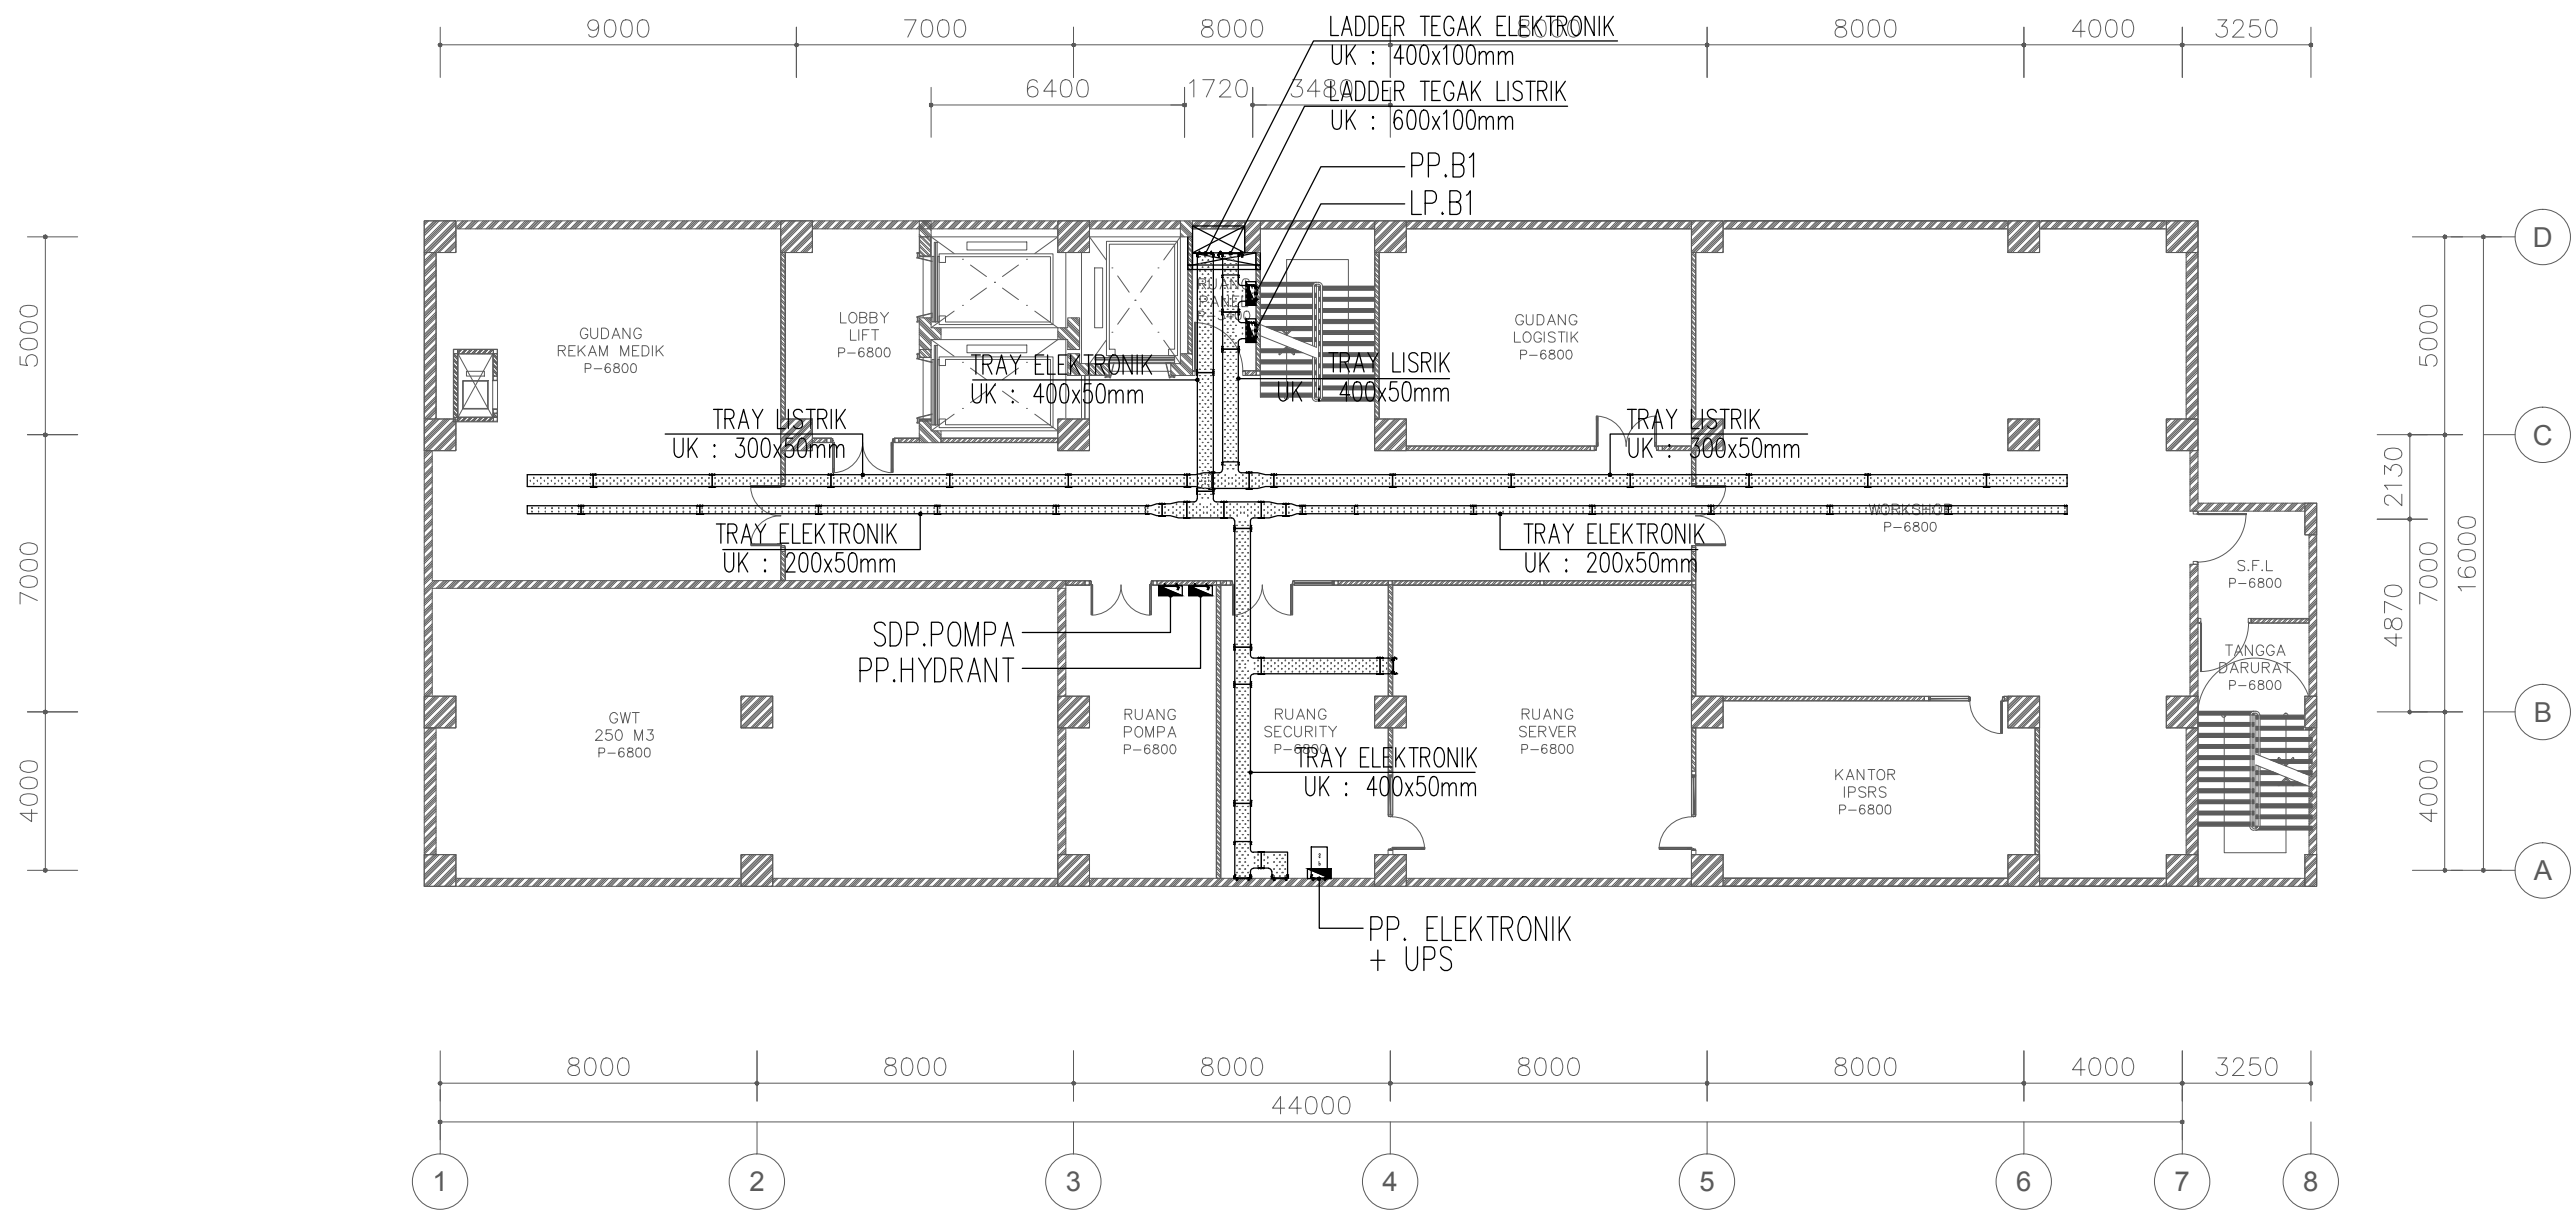 9000
7000
8000
8000
8000
4000
3250
LADDER TEGAK ELEKTRONIK
UK : 400x100mm
6400
1720
3480
LADDER TEGAK LISTRIK
UK : 600x100mm
PP.B1
LP.B1
D
C
B
A
5000
7000
4000
5000
2130
4870
7000
4000
16000
GUDANG
REKAM MEDIK
P-6800
LOBBY
LIFT
P-6800
RUANG
PANEL
GUDANG
LOGISTIK
P-6800
TRAY ELEKTRONIK
UK : 400x50mm
TRAY LISRIK
UK : 400x50mm
TRAY LISTRIK
UK : 300x50mm
TRAY LISTRIK
UK : 300x50mm
TRAY ELEKTRONIK
UK : 200x50mm
TRAY ELEKTRONIK
UK : 200x50mm
WORKSHOP
P-6800
S.F.L
P-6800
TANGGA
DARURAT
P-6800
SDP.POMPA
PP.HYDRANT
GWT
250 M3
P-6800
RUANG
POMPA
P-6800
RUANG
SECURITY
P-6800
TRAY ELEKTRONIK
UK : 400x50mm
RUANG
SERVER
P-6800
KANTOR
IPSRS
P-6800
PP. ELEKTRONIK
+ UPS
8000
8000
8000
8000
8000
4000
3250
44000
1
2
3
4
5
6
7
8